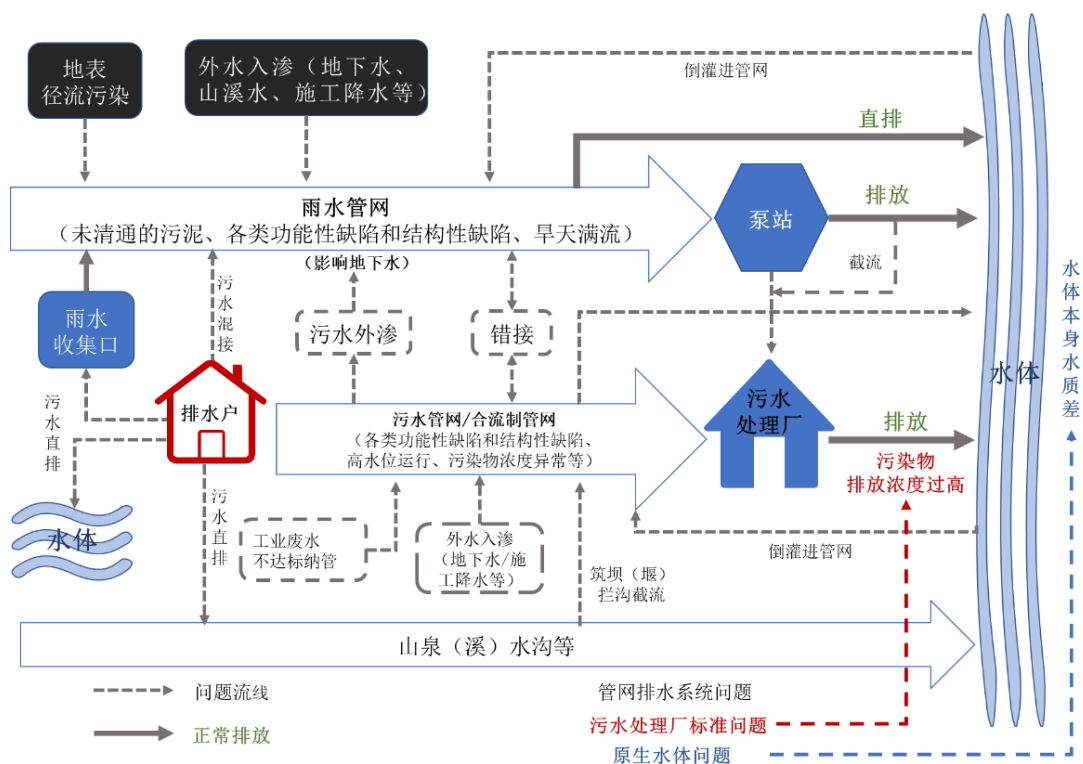 地表
径流污染
外水入渗（地下水、
山溪水、施工降水等）
倒灌进管网
直排
雨水管网
（未清通的污泥、各类功能性缺陷和结构性缺陷、旱天满流）
泵站
排放
截流
（影响地下水）
污水混接
雨水
收集口
污水外渗
错接
水体本身水质差
水体
排水户
污水直排
污水管网/合流制管网
（各类功能性缺陷和结构性缺陷、
高水位运行、污染物浓度异常等）
污水
处理厂
排放
污染物
排放浓度过高
水体
污水直排
工业废水
不达标纳管
外水入渗
（地下水/施
工降水等）
倒灌进管网
筑坝（堰）
拦沟截流
山泉（溪）水沟等
问题流线
正常排放
管网排水系统问题
污水处理厂标准问题
原生水体问题